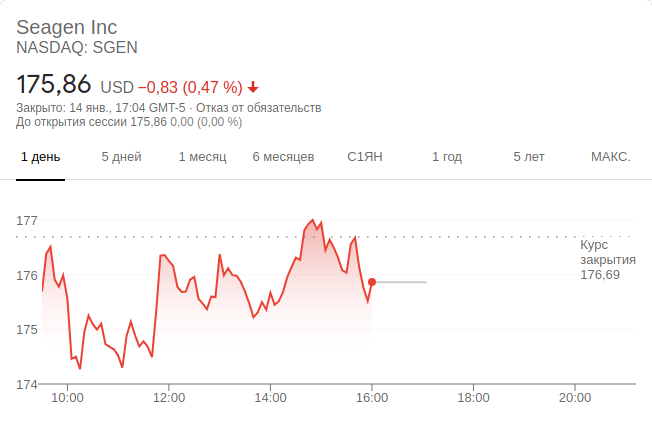 Seagen Inc
NASDAQ: SGEN
175,86 USD −0,83 (0,47 %)
Закрыто: 14 янв., 17:04 GMT-5 · Отказ от обязательств
До открытия сессии 175,86 0,00 (0,00 %)
1 день 5 дней 1 месяц 6 месяцев С1ЯН 1 год 5 лет МАКС.
177
Курс
закрытия
176,69
176
175
174
10:00 12:00 14:00 16:00 18:00 20:00